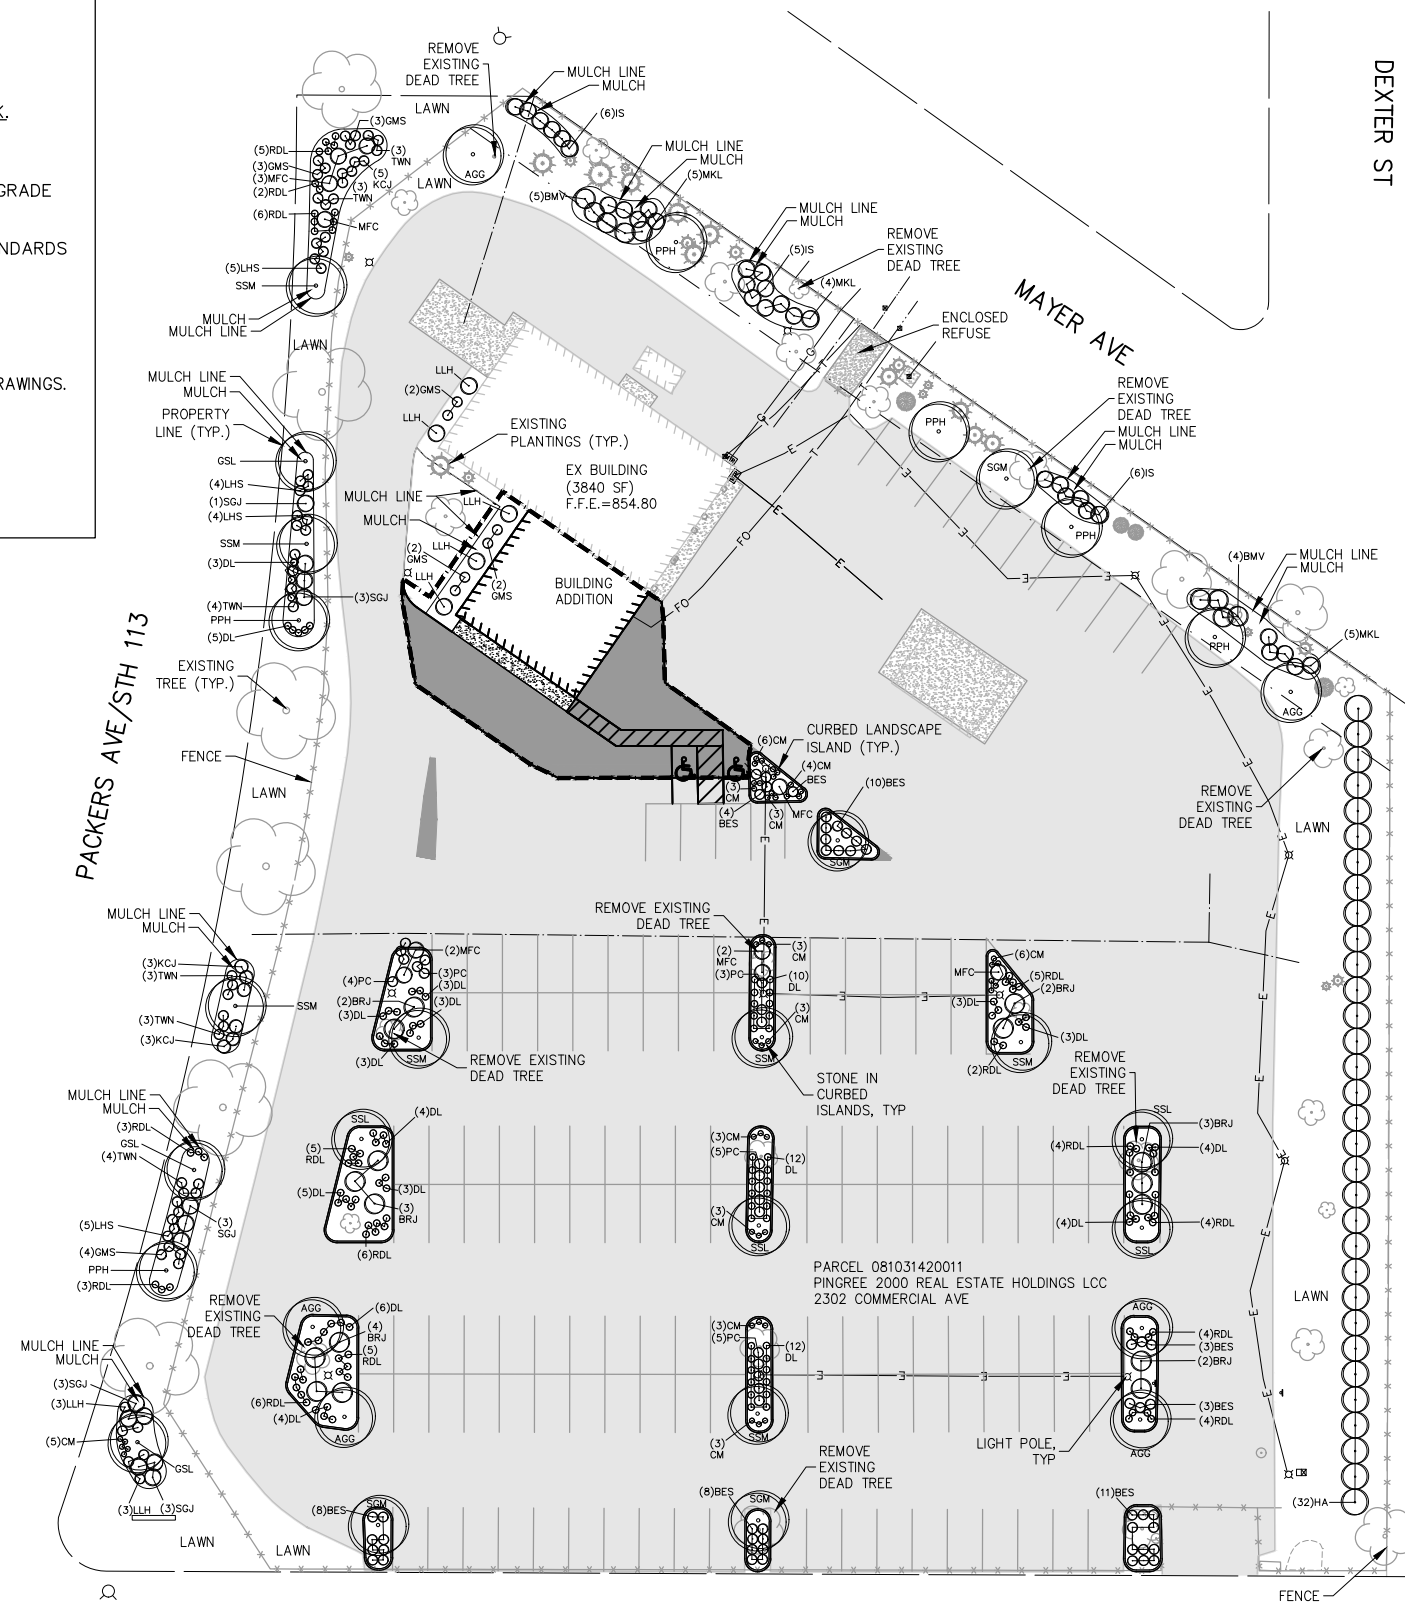 K.
GRADE
NDARDS
RAWINGS.
DEXTER ST
MAYER AVE
PACKERS AVE/STH 113
REMOVE
EXISTING
DEAD TREE
LAWN
MULCH LINE
MULCH
(6)IS
(3)GMS
(5)RDL
(3)GMS
(3)MFC
(2)RDL
(3)
TWN
(5)
KCJ
(3)
TWN
(6)RDL
MFC
(5)LHS
SSM
MULCH
MULCH LINE
LAWN
AGG
LAWN
MULCH LINE
MULCH
(5)MKL
(5)BMV
PPH
MULCH LINE
MULCH
(5)IS
(4)MKL
REMOVE
EXISTING
DEAD TREE
ENCLOSED
REFUSE
REMOVE
EXISTING
DEAD TREE
MULCH LINE
MULCH
(6)IS
PPH
SGM
PPH
MULCH LINE
MULCH
PROPERTY
LINE (TYP.)
GSL
(4)LHS
(1)SGJ
(4)LHS
SSM
(3)DL
(3)SGJ
(4)TWN
PPH
(5)DL
LLH
(2)GMS
LLH
EXISTING
PLANTINGS (TYP.)
EX BUILDING
(3840 SF)
F.F.E.=854.80
MULCH LINE
MULCH
LLH
LLH
(2)
GMS
LLH
(2)
GMS
BUILDING
ADDITION
G
T
E
E
T
FO
FO
E
E
E
E
E
E
E
E
E
E
(4)BMV
MULCH LINE
MULCH
(5)MKL
PPH
AGG
EXISTING
TREE (TYP.)
FENCE
LAWN
CURBED LANDSCAPE
ISLAND (TYP.)
(6)CM
(4)CM
BES
(3)
CM
(4)
BES
(3)
CM
MFC
(10)BES
SGM
REMOVE
EXISTING
DEAD TREE
LAWN
E
E
E
REMOVE EXISTING
DEAD TREE
MULCH LINE
MULCH
(3)KCJ
(3)TWN
SSM
(3)TWN
(3)KCJ
(2)MFC
(4)PC
(3)PC
(3)DL
(2)BRJ
(3)DL
(3)DL
(3)DL
SSM
REMOVE EXISTING
DEAD TREE
(2)
MFC
(3)
CM
(3)PC
(10)
DL
(3)
CM
SSM
STONE IN
CURBED
ISLANDS, TYP
E
E
(6)CM
MFC
(5)RDL
(2)BRJ
(3)DL
(3)DL
SSM
(2)RDL
REMOVE
EXISTING
DEAD TREE
E
E
E
MULCH LINE
MULCH
(3)RDL
GSL
(4)TWN
(3)
SGJ
(5)LHS
(4)GMS
PPH
(3)RDL
SSL
(4)DL
(5)
RDL
(5)DL
(3)DL
(3)
BRJ
(6)RDL
(3)CM
(5)PC
(12)
DL
(3)
CM
SSL
SSL
(3)BRJ
(4)RDL
(4)DL
(4)DL
(4)RDL
SSL
PARCEL 081031420011
PINGREE 2000 REAL ESTATE HOLDINGS LCC
2302 COMMERCIAL AVE
LAWN
REMOVE
EXISTING
DEAD TREE
AGG
(6)DL
(4)
BRJ
(5)
RDL
(6)RDL
(4)DL
AGG
(3)CM
(5)PC
(12)
DL
(3)
CM
SSM
E
E
E
E
AGG
(4)RDL
(3)BES
(2)BRJ
(3)BES
(4)RDL
AGG
LIGHT POLE,
TYP
E
E
E
MULCH LINE
MULCH
(3)SGJ
(3)LLH
(5)CM
GSL
(3)LLH
(3)SGJ
LAWN
LAWN
(8)BES
SGM
(8)BES
SGM
REMOVE
EXISTING
DEAD TREE
(11)BES
(32)HA
FENCE